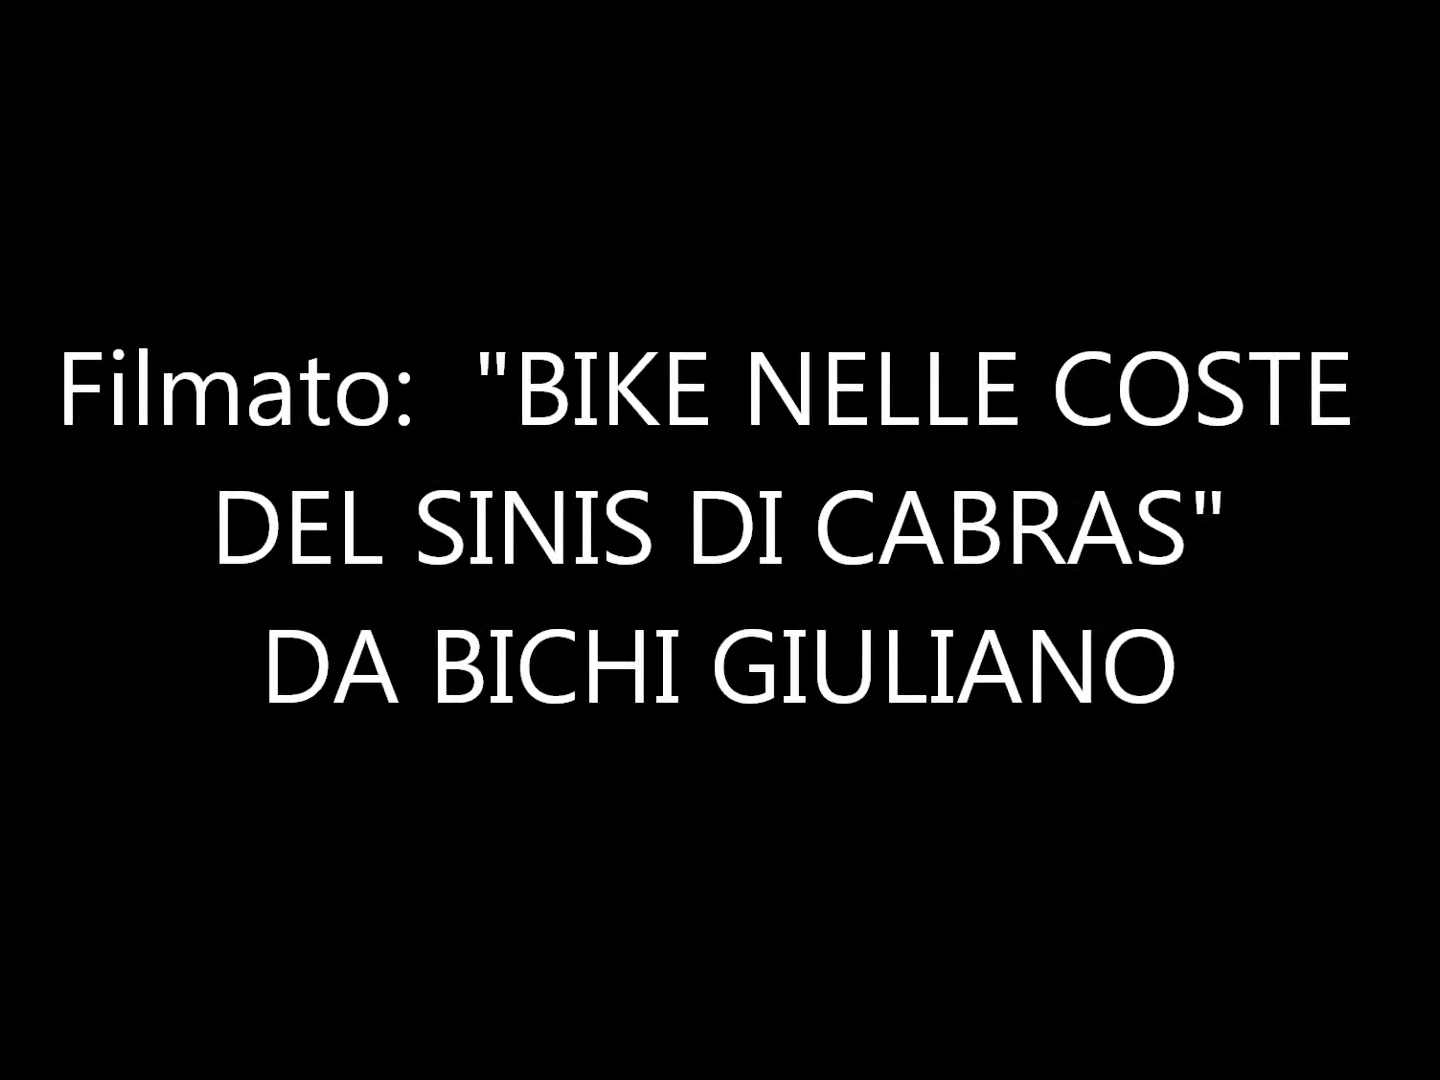 Filmato:  "BIKE NELLE COSTE
DEL SINIS DI CABRAS"
DA BICHI GIULIANO